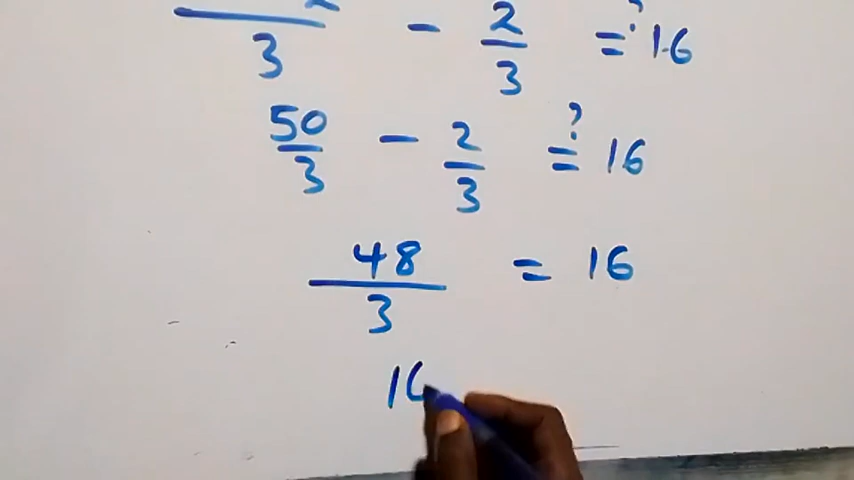 3 - 2/3 =? 16
50/3 - 2/3 =? 16
48/3 = 16
16